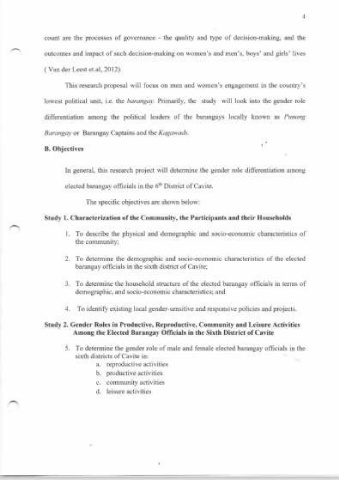 4
count are the processes of governance - the quality and type of decision-making, and the
outcomes and impact of such decision-making on women's and men's, boys' and girls' lives
( Van der Leest et.al, 2012)
This research proposal will focus on men and women's engagement in the country's
lowest political unit, i.e. the barangay. Primarily, the study will look into the gender role
differentiation among the political leaders of the barangays locally known as Punong
Barangay or Barangay Captains and the Kagawads.
B. Objectives
In general, this research project will determine the gender role differentiation among
elected barangay officials in the 6th District of Cavite.
The specific objectives are shown below:
Study 1. Characterization of the Community, the Participants and their Households
1. To describe the physical and demographic and socio-economic characteristics of
the community;
2. To determine the demographic and socio-economic characteristics of the elected
barangay officials in the sixth district of Cavite;
3. To determine the household structure of the elected barangay officials in terms of
demographic, and socio-economic characteristics; and
4. To identify existing local gender-sensitive and responsive policies and projects.
Study 2. Gender Roles in Productive, Reproductive, Community and Leisure Activities
Among the Elected Barangay Officials in the Sixth District of Cavite
5. To determine the gender role of male and female elected barangay officials in the
sixth districts of Cavite in:
a. reproductive activities
b. productive activities
c. community activities
d. leisure activities